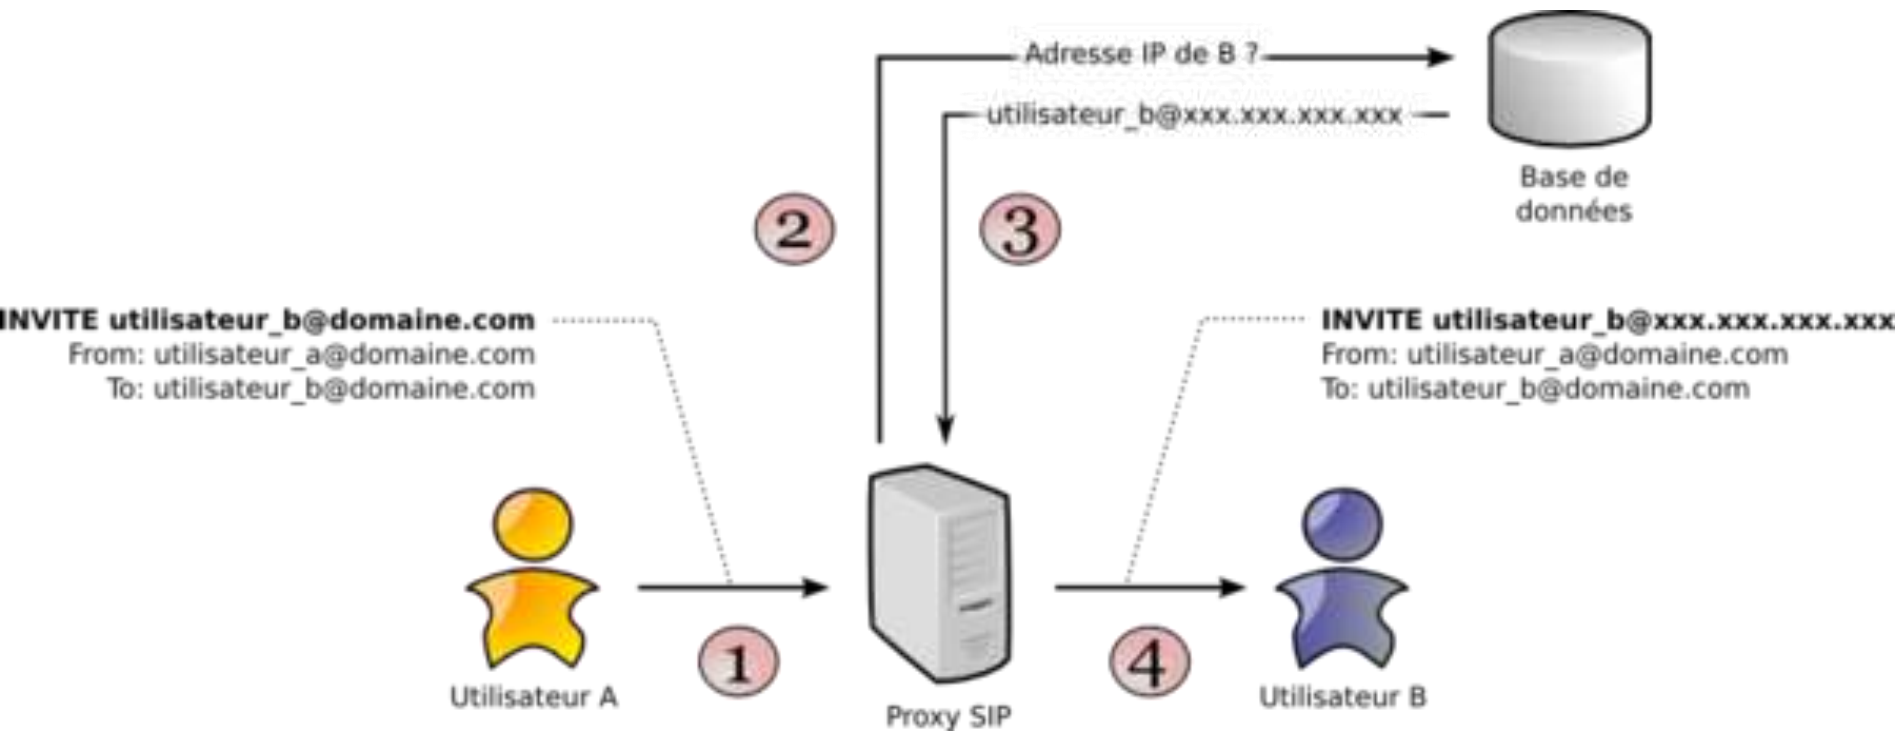 Adresse IP de B ?
utilisateur_b@xxx.xxx.xxx.xxx
Base de
données
2
3
INVITE utilisateur_b@domaine.com
From: utilisateur_a@domaine.com
To: utilisateur_b@domaine.com
INVITE utilisateur_b@xxx.xxx.xxx.xxx
From: utilisateur_a@domaine.com
To: utilisateur_b@domaine.com
1
4
Utilisateur A
Proxy SIP
Utilisateur B